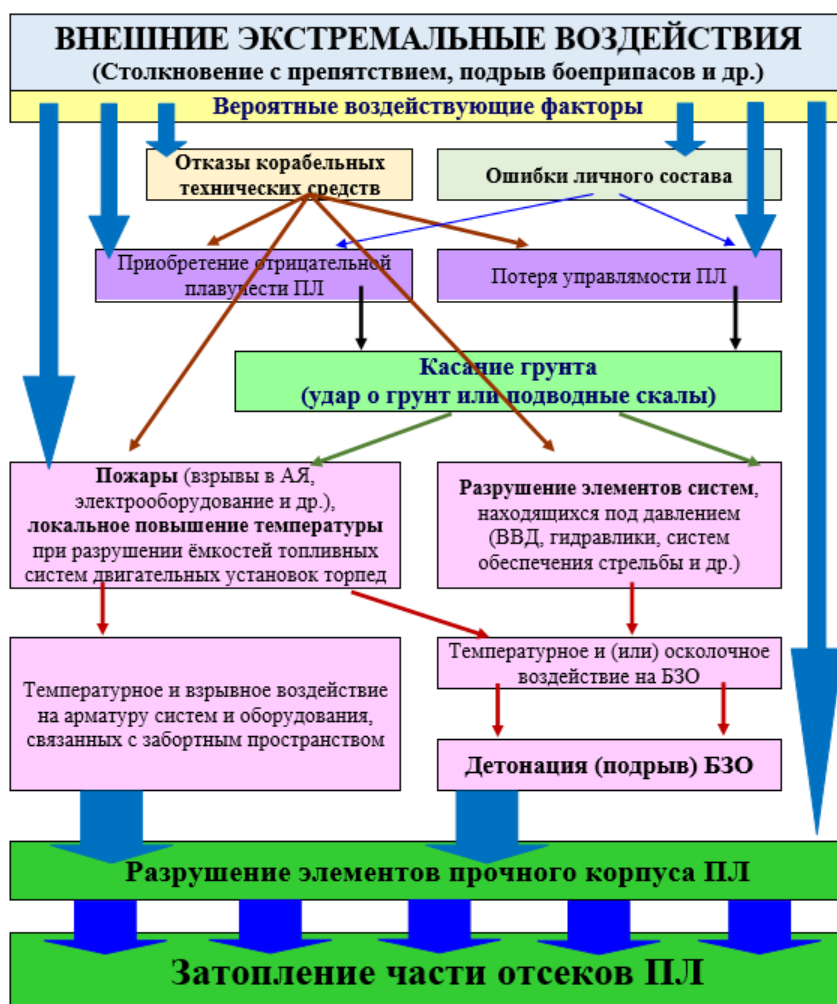 ВНЕШНИЕ ЭКСТРЕМАЛЬНЫЕ ВОЗДЕЙСТВИЯ
(Столкновение с препятствием, подрыв боеприпасов и др.)
Вероятные воздействующие факторы
Отказы корабельных
технических средств
Ошибки личного состава
Приобретение отрицательной
плавучести ПЛ
Потеря управлямости ПЛ
Касание грунта
(удар о грунт или подводные скалы)
Пожары (взрывы в АЯ,
электрооборудование и др.),
локальное повышение температуры
при разрушении ёмкостей топливных
систем двигательных установок торпед
Разрушение элементов систем,
находящихся под давлением
(ВВД, гидравлики, систем
обеспечения стрельбы и др.)
Температурное и взрывное воздействие
на арматуру систем и оборудования,
связанных с забортным пространством
Температурное и (или) осколочное
воздействие на БЗО
Детонация (подрыв) БЗО
Разрушение элементов прочного корпуса ПЛ
Затопление части отсеков ПЛ